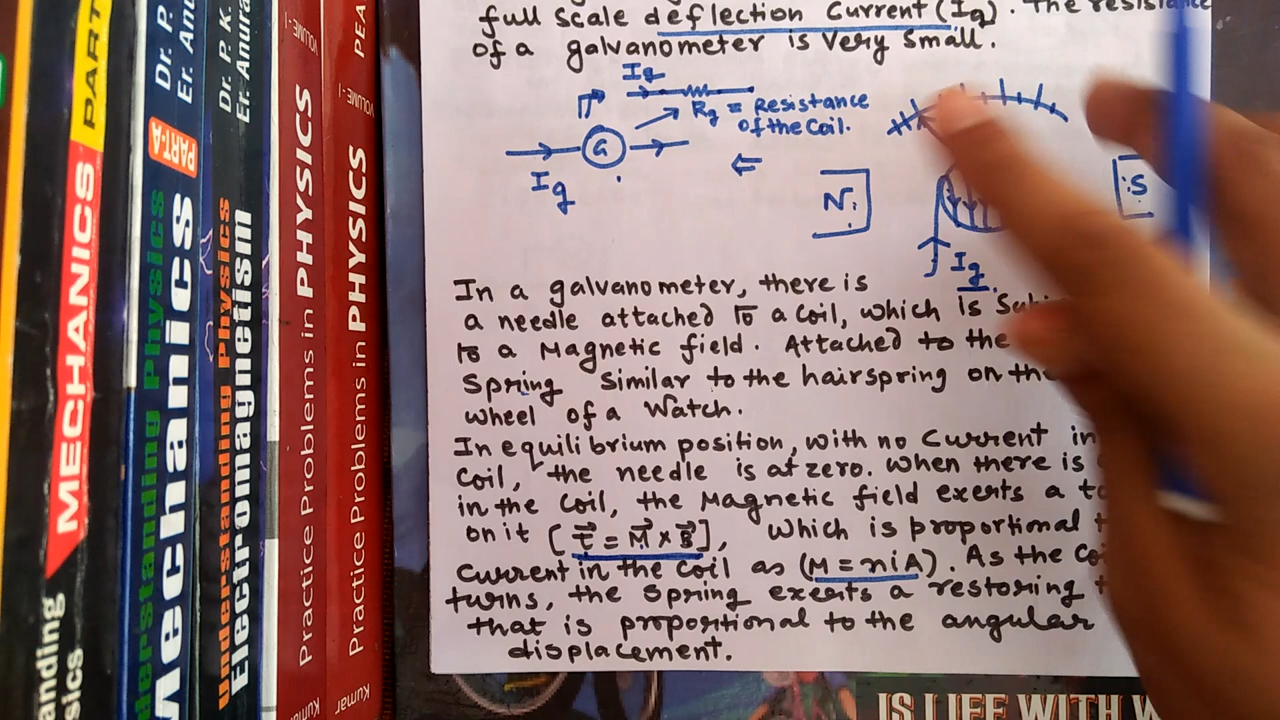 PART
MECHANICS
anding
sics
Dr. P.
Er. Anu
PART-A
derstanding Physics
Mechanics
Dr. P. K.
Er. Anura
Understanding Physics
Electromagnetism
VOLUME - I
Practice Problems in PHYSICS
Kumar
PEA
VOLUME - I
Practice Problems in PHYSICS
Kumar
full scale deflection Current (Ig). The resistance
of a galvanometer is very small.
Ig
Rg = Resistance
of the Coil.
G
Ig
N
S
Ig
In a galvanometer, there is
a needle attached to a coil, which is
to a Magnetic field. Attached to the
Spring similar to the hairspring on the
wheel of a Watch.
In equilibrium position, with no Current in
Coil, the needle is at zero. When there is
in the coil, the Magnetic field exerts a
on it [τ⃗ = M⃗ × B⃗], which is proportional
Current in the coil as (M = niA). As the
turns, the Spring exerts a restoring
that is proportional to the angular
displacement.
IS LIFE WITH